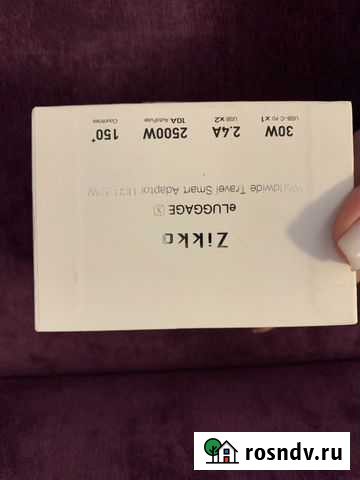 Zikko
eLUGGAGE X
Worldwide Travel Smart Adaptor
30W 2.4A 2500W 150+
USB-C PD X1 USB X2 10A AutoFuse Countries
rosndv.ru